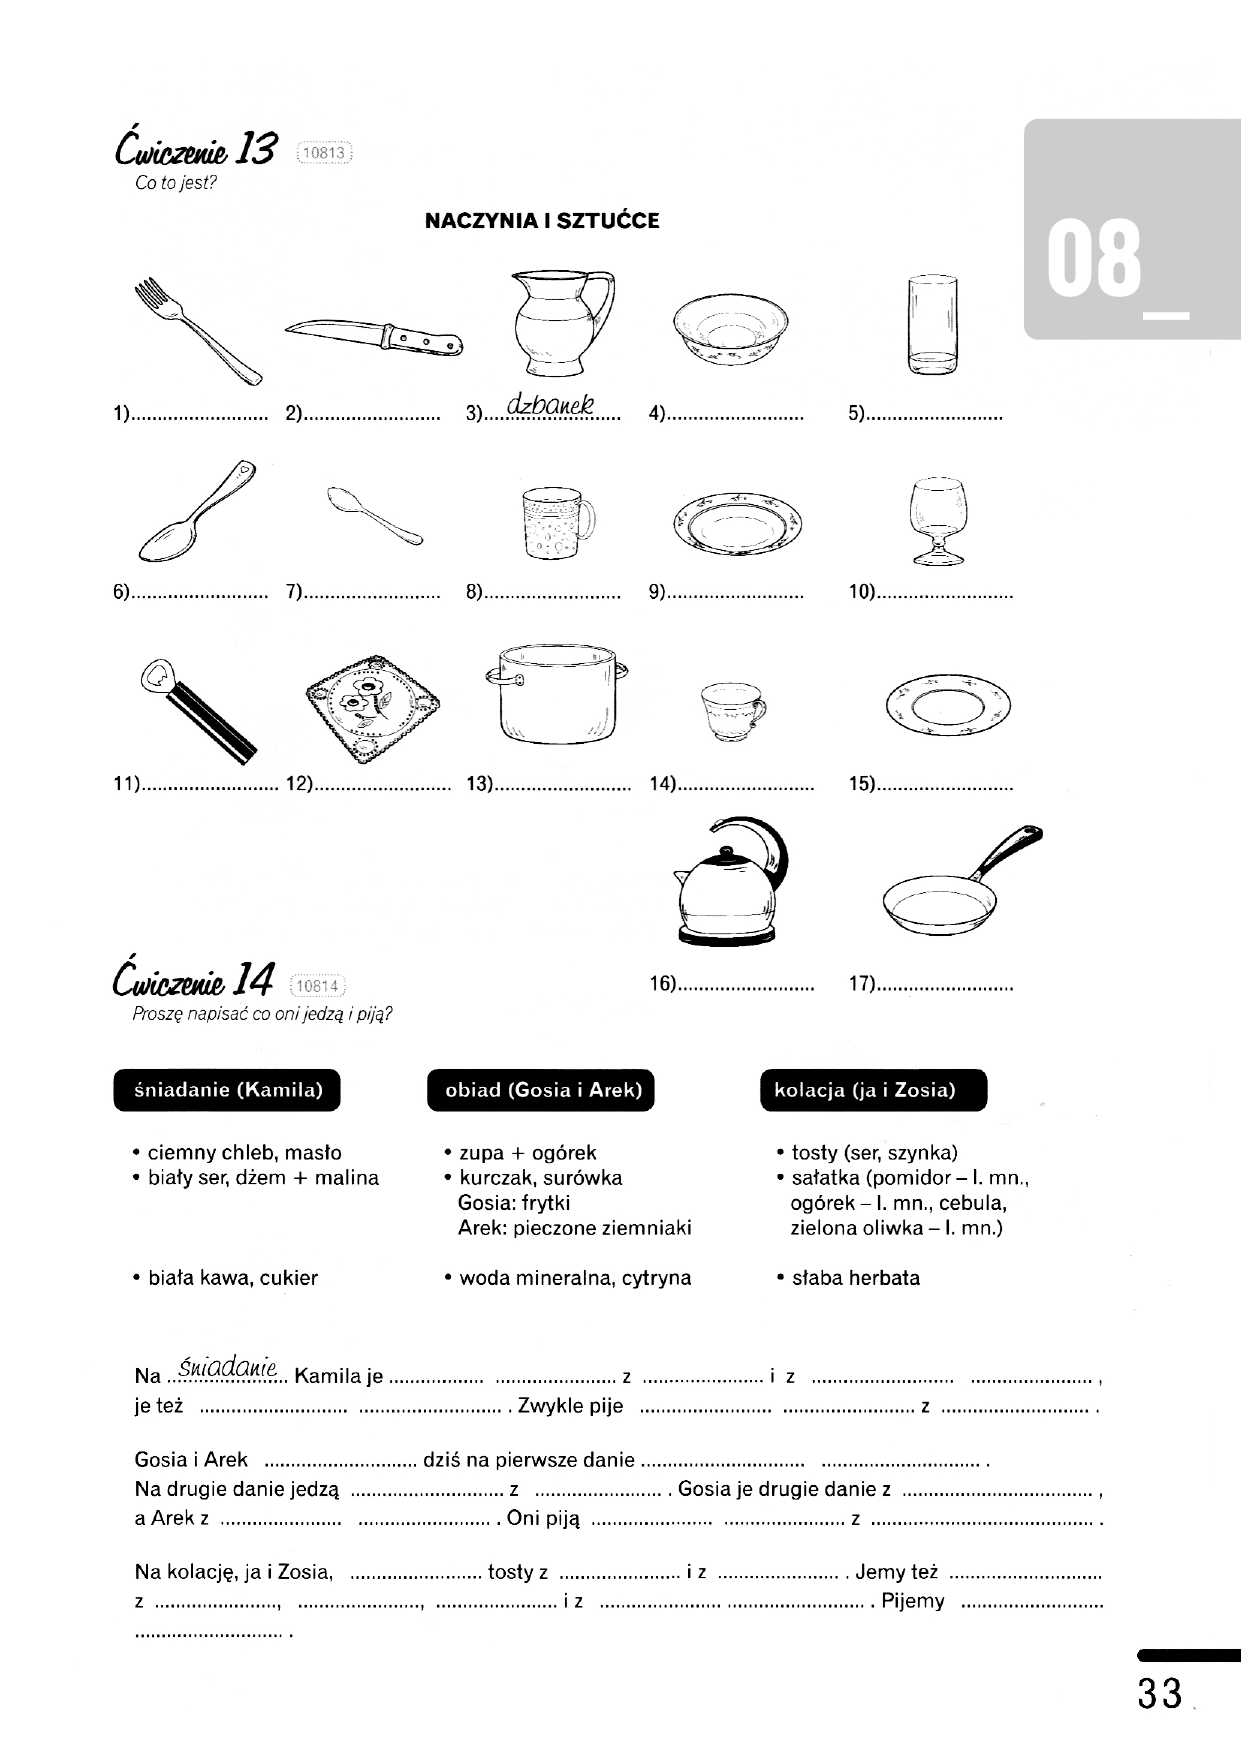 Ćwiczenie 13 10813
Co to jest?
NACZYNIA I SZTUĆCE
08_
1).......................... 2).......................... 3)....dzbanek..... 4).......................... 5)..........................
6).......................... 7).......................... 8).......................... 9).......................... 10)..........................
11).......................... 12).......................... 13).......................... 14).......................... 15)..........................
Ćwiczenie 14 10814
16).......................... 17)..........................
Proszę napisać co oni jedzą i piją?
śniadanie (Kamila) obiad (Gosia i Arek) kolacja (ja i Zosia)
• ciemny chleb, masło • zupa + ogórek • tosty (ser, szynka)
• biały ser, dżem + malina • kurczak, surówka • sałatka (pomidor – l. mn.,
Gosia: frytki ogórek – l. mn., cebula,
Arek: pieczone ziemniaki zielona oliwka – l. mn.)
• biała kawa, cukier • woda mineralna, cytryna • słaba herbata
Na ..śniadanie.. Kamila je .................. ....................... z ....................... i z ........................... ....................... ,
je też ............................ ........................... . Zwykle pije ......................... ......................... z ............................ .
Gosia i Arek ............................. dziś na pierwsze danie ............................... .............................. .
Na drugie danie jedzą ............................. z ........................ . Gosia je drugie danie z .................................... ,
a Arek z ....................... ......................... . Oni piją ....................... ....................... z .......................................... .
Na kolację, ja i Zosia, ......................... tosty z ....................... i z ....................... . Jemy też .............................
z ......................., ......................., ....................... i z ....................... .......................... . Pijemy ...........................
............................ .
33